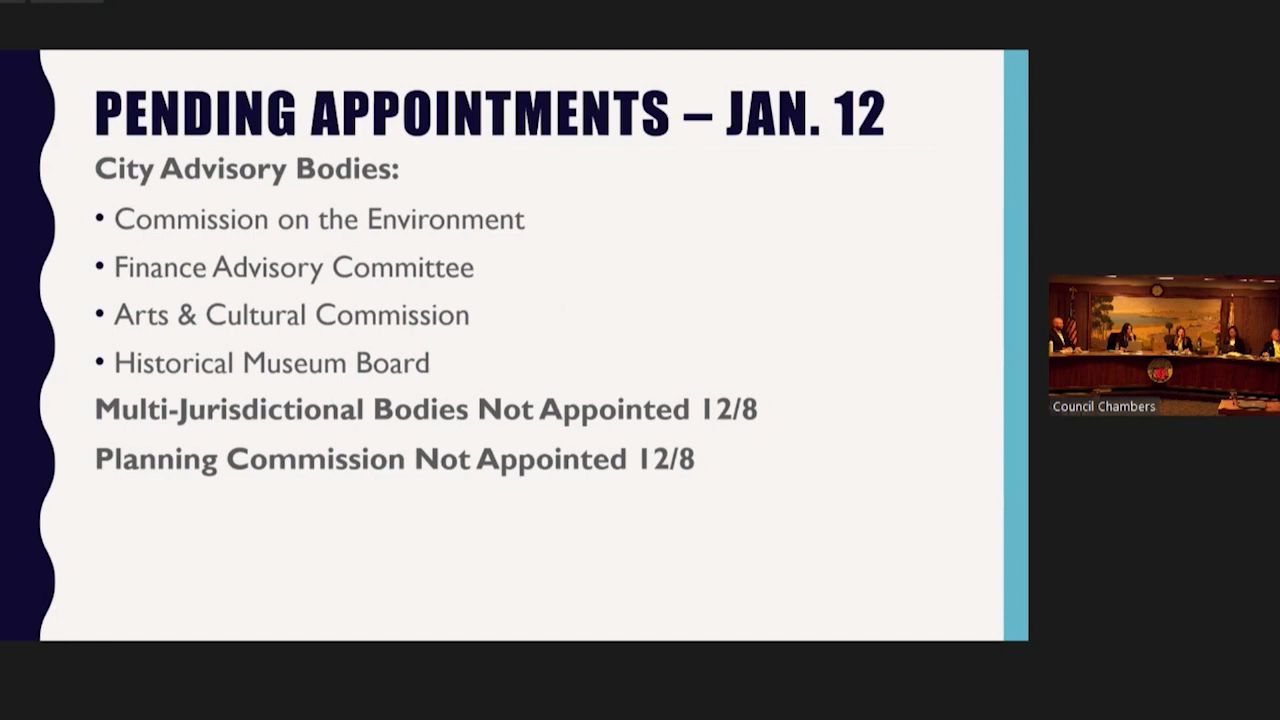 PENDING APPOINTMENTS – JAN. 12
City Advisory Bodies:
• Commission on the Environment
• Finance Advisory Committee
• Arts & Cultural Commission
• Historical Museum Board
Multi-Jurisdictional Bodies Not Appointed 12/8
Planning Commission Not Appointed 12/8
Council Chambers